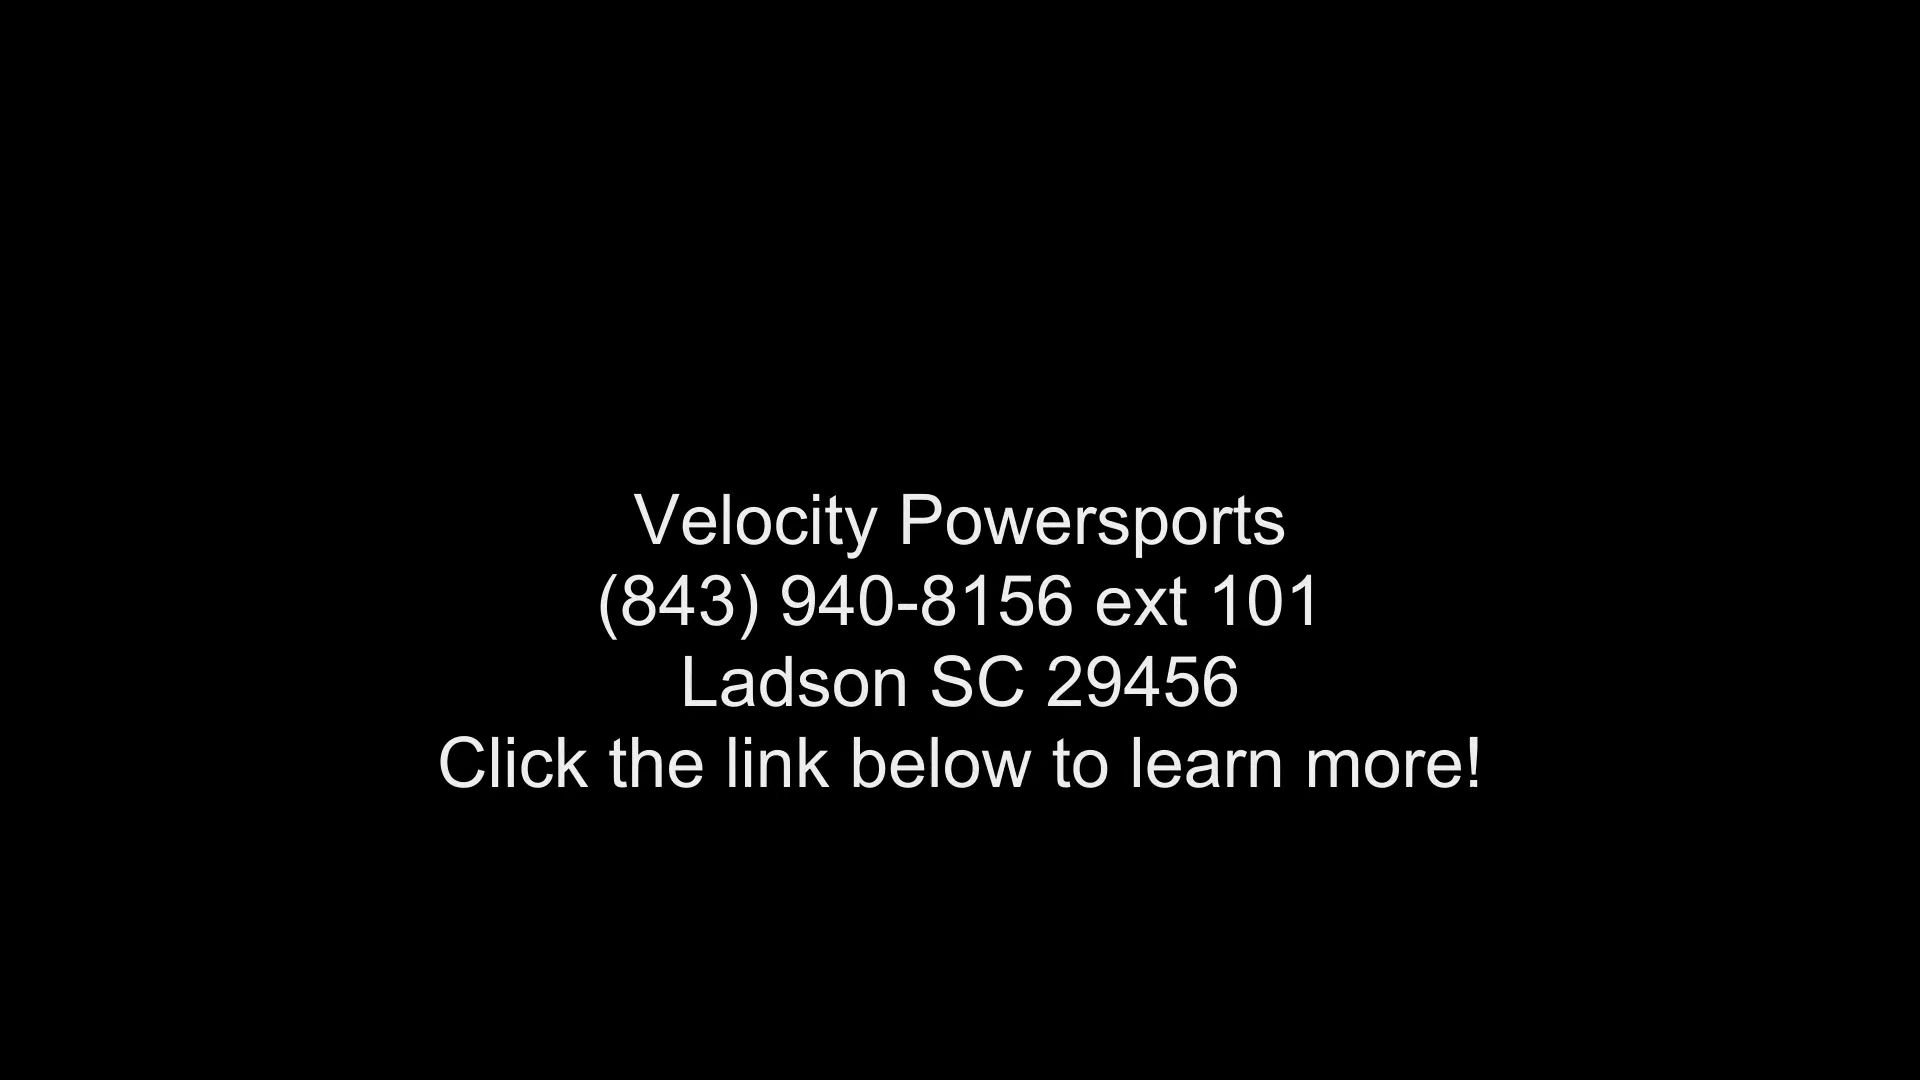 Velocity Powersports
(843) 940-8156 ext 101
Ladson SC 29456
Click the link below to learn more!